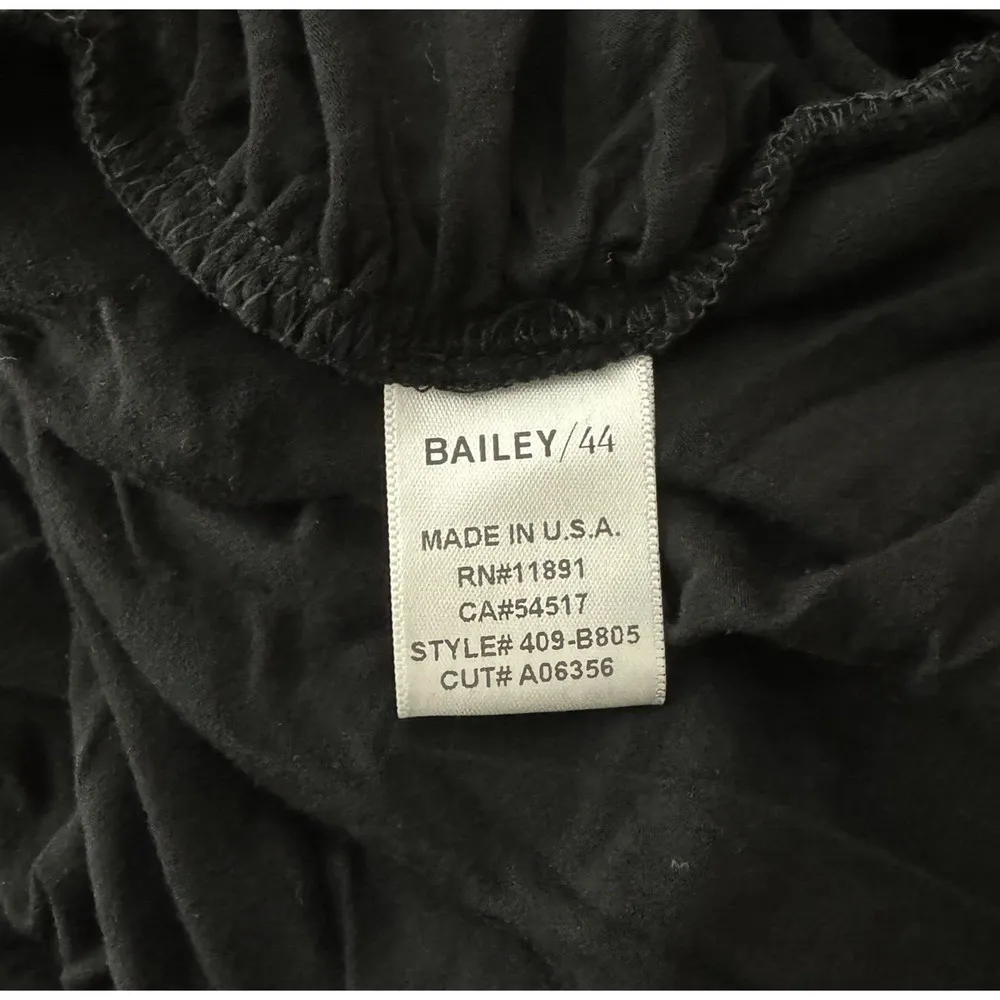 BAILEY/44
MADE IN U.S.A.
RN#11891
CA#54517
STYLE# 409-B805
CUT# A06356